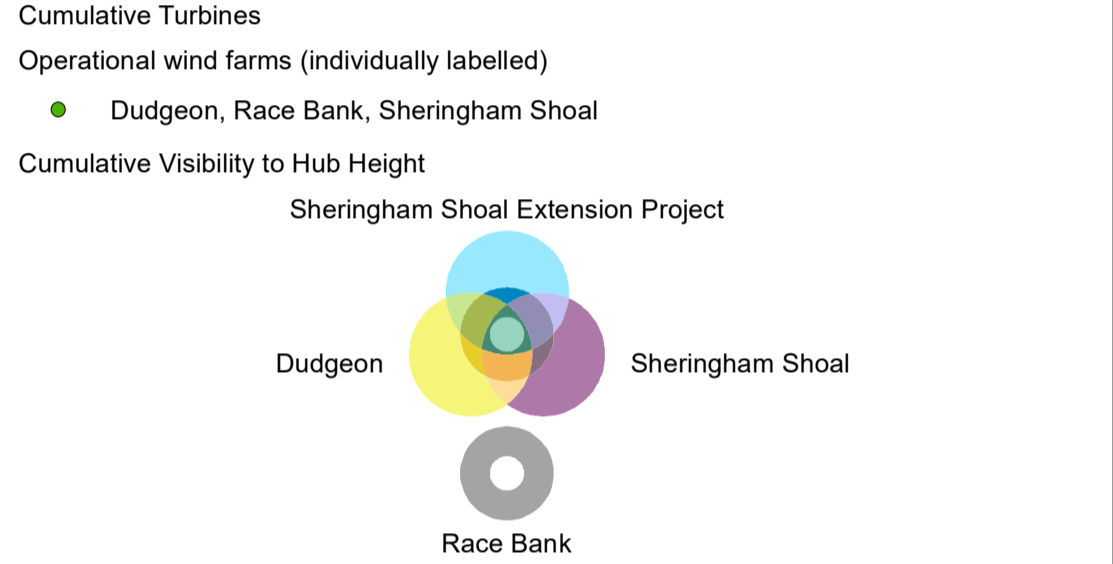 Cumulative Turbines
Operational wind farms (individually labelled)
Dudgeon, Race Bank, Sheringham Shoal
Cumulative Visibility to Hub Height
Sheringham Shoal Extension Project
Dudgeon
Sheringham Shoal
Race Bank